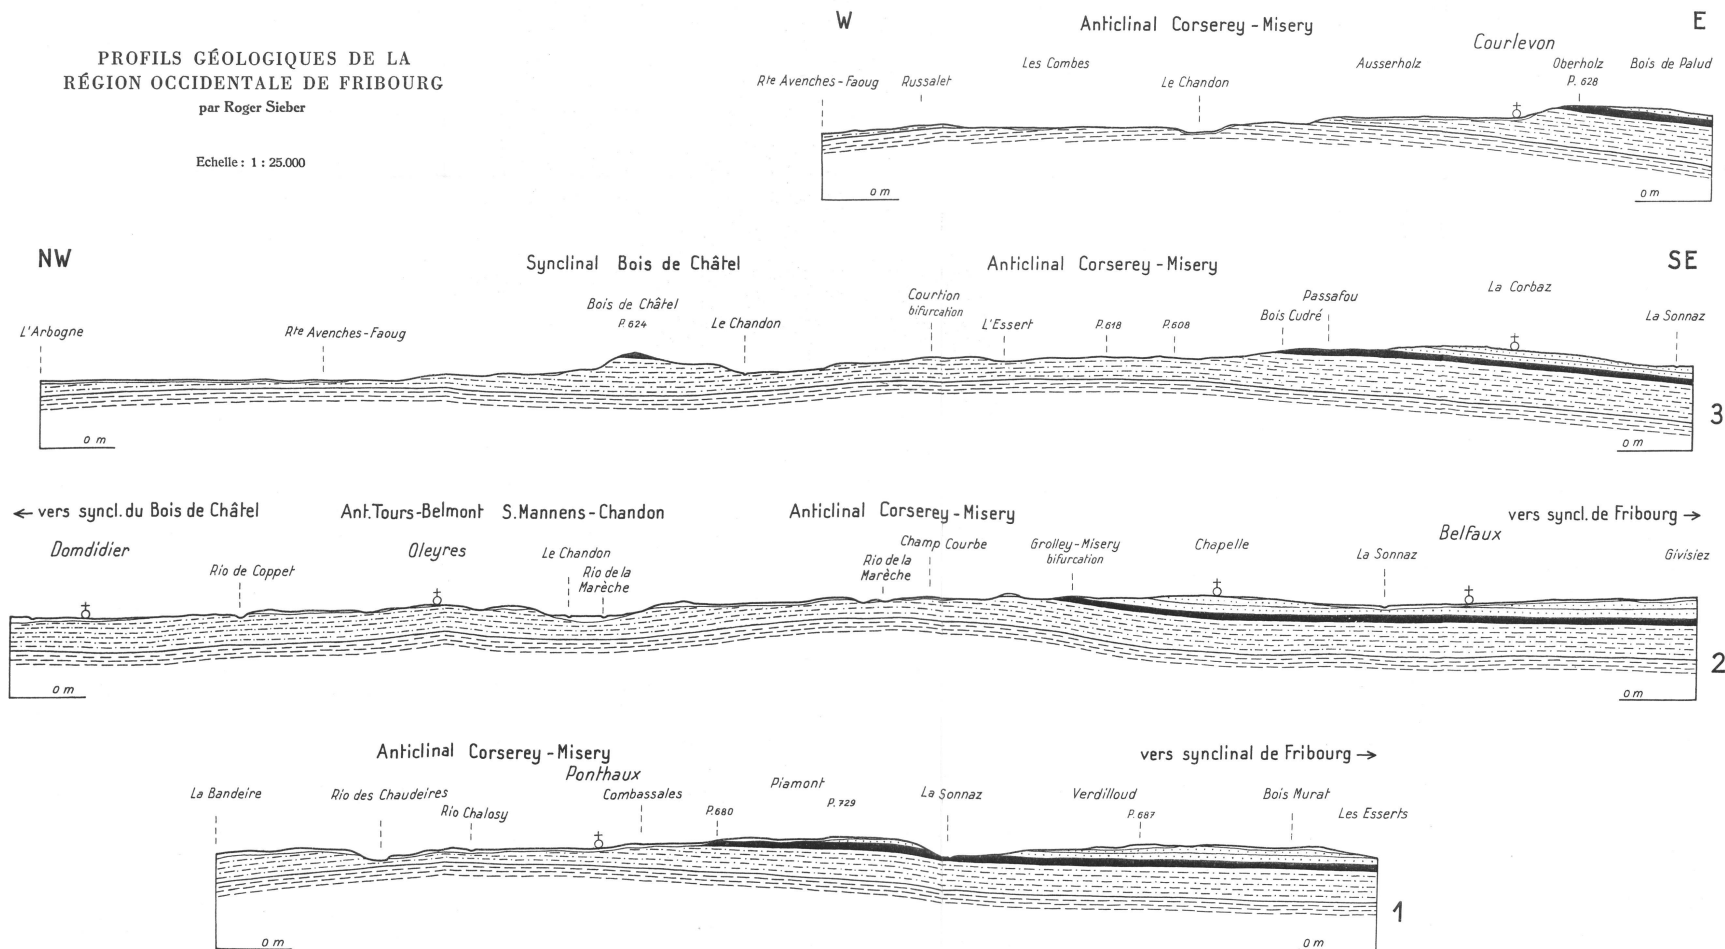 PROFILS GÉOLOGIQUES DE LA
RÉGION OCCIDENTALE DE FRIBOURG
par Roger Sieber
Echelle : 1 : 25.000
W
Anticlinal Corserey - Misery
E
Courlevon
Rte Avenches - Faoug
Russalet
Les Combes
Le Chandon
Ausserholz
Oberholz
P. 628
Bois de Palud
0 m
0 m
NW
Synclinal Bois de Châtel
Anticlinal Corserey - Misery
SE
L'Arbogne
Rte Avenches - Faoug
Bois de Châtel
P. 624
Le Chandon
Courtion
bifurcation
L'Essert
P. 618
P. 608
Bois Cudré
Passafou
La Corbaz
La Sonnaz
0 m
0 m
3
← vers syncl. du Bois de Châtel
Ant. Tours - Belmont
S. Mannens - Chandon
Anticlinal Corserey - Misery
vers syncl. de Fribourg →
Domdidier
Rio de Coppet
Oleyres
Le Chandon
Rio de la
Marèche
Rio de la
Marèche
Champ Courbe
Grolley - Misery
bifurcation
Chapelle
La Sonnaz
Belfaux
Givisiez
0 m
0 m
2
Anticlinal Corserey - Misery
vers synclinal de Fribourg →
La Bandeire
Rio des Chaudeires
Rio Chalosy
Ponthaux
Combassales
P. 680
Piamont
P. 729
La Sonnaz
Verdilloud
P. 687
Bois Murat
Les Esserts
0 m
0 m
1